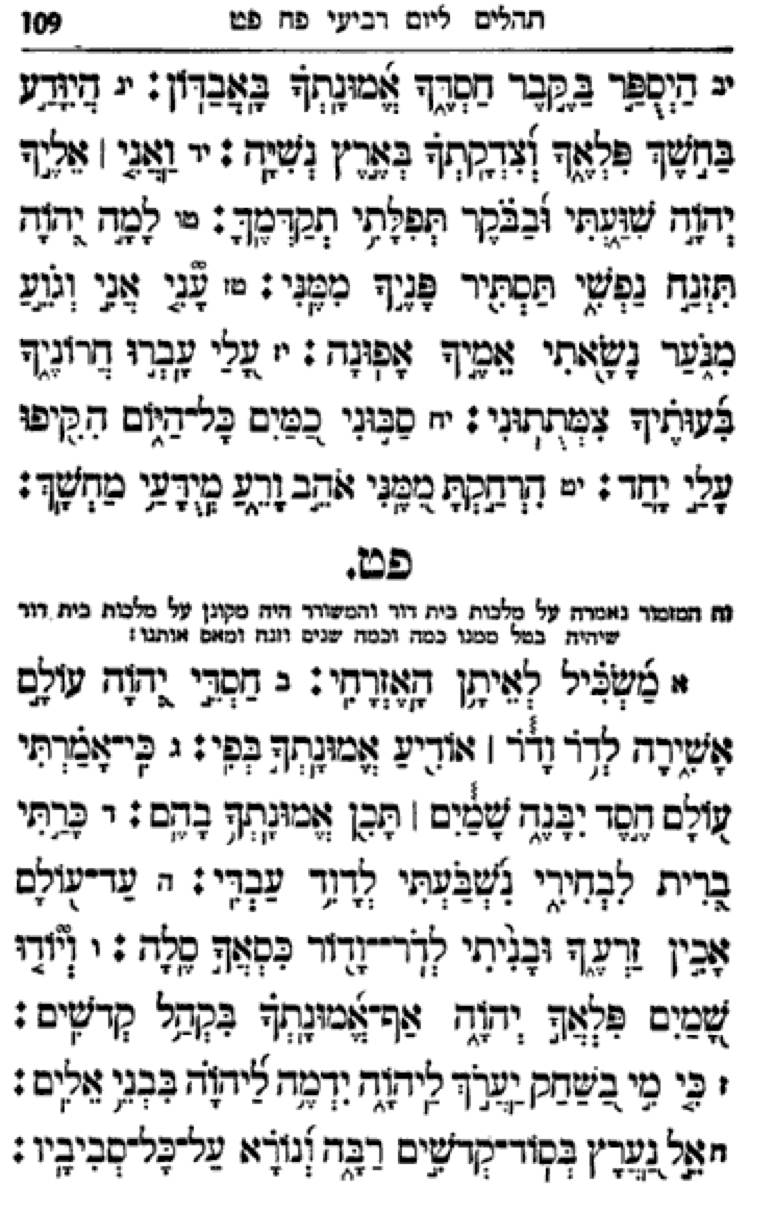 109 תהלים ליום רביעי פח פט
יב הַיְסֻפַּר בַּקֶּבֶר חַסְדֶּךָ אֱמוּנָתְךָ בָּאֲבַדּוֹן: יג הֲיִוָּדַע
בַּחֹשֶׁךְ פִּלְאֶךָ וְצִדְקָתְךָ בְּאֶרֶץ נְשִׁיָּה: יד וַאֲנִי | אֵלֶיךָ
יְהוָֹה שִׁוַּעְתִּי וּבַבֹּקֶר תְּפִלָּתִי תְקַדְּמֶךָּ: טו לָמָה יְהוָֹה
תִּזְנַח נַפְשִׁי תַּסְתִּיר פָּנֶיךָ מִמֶּנִּי: טז עָנִי אֲנִי וְגוֵֹעַ
מִנֹּעַר נָשָׂאתִי אֵמֶיךָ אָפוּנָה: יז עָלַי עָבְרוּ חֲרוֹנֶיךָ
בִּעוּתֶיךָ צִמְּתֻתוּנִי: יח סַבּוּנִי כַמַּיִם כָּל־הַיּוֹם הִקִּיפוּ
עָלַי יָחַד: יט הִרְחַקְתָּ מִמֶּנִּי אֹהֵב וָרֵעַ מְיֻדָּעַי מַחְשָׁךְ:
פט.
זה המזמור נאמרה על מלכות בית דוד והמשורר היה מקונן על מלכות בית דוד
שיהיה בטל ממנו כמה וכמה שנים וזנח ומאס אותנו:
א מַשְׂכִּיל לְאֵיתָן הָאֶזְרָחִי: ב חַסְדֵי יְהוָֹה עוֹלָם
אָשִׁירָה לְדֹר וָדֹר | אוֹדִיעַ אֱמוּנָתְךָ בְּפִי: ג כִּי־אָמַרְתִּי
עוֹלָם חֶסֶד יִבָּנֶה שָׁמַיִם | תָּכִן אֱמוּנָתְךָ בָהֶם: ד כָּרַתִּי
בְרִית לִבְחִירִי נִשְׁבַּעְתִּי לְדָוִד עַבְדִּי: ה עַד־עוֹלָם
אָכִין זַרְעֶךָ וּבָנִיתִי לְדֹר־־וָדוֹר כִּסְאֲךָ סֶלָה: ו וְיוֹדוּ
שָׁמַיִם פִּלְאֲךָ יְהוָֹה אַף־אֱמוּנָתְךָ בִּקְהַל קְדשִׁים:
ז כִּי מִי בַשַּׁחַק יַעֲרֹךְ לַיהוָֹה יִדְמֶה לַיהוָֹה בִּבְנֵי אֵלִים:
ח אֵל נַעֲרָץ בְּסוֹד־קְדשִׁים רַבָּה וְנוֹרָא עַל־כָּל־סְבִיבָיו: